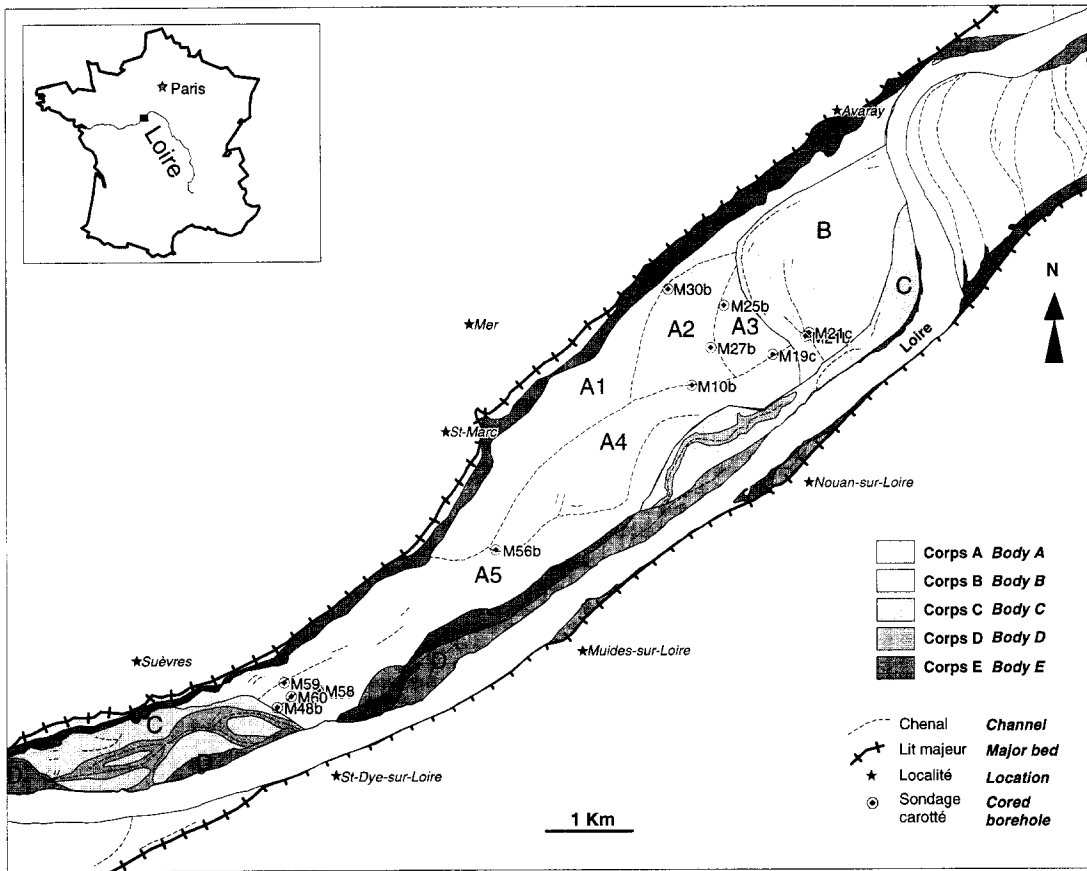 Paris
Loire
Avaray
B
N
C
M30b
M25b
A2
A3
M21c
Mer
M27b
M19c
Loire
A1
M10b
St-Marc
A4
Nouan-sur-Loire
M56b
A5
Corps A Body A
Corps B Body B
Corps C Body C
Corps D Body D
Corps E Body E
Suèvres
D
Muides-sur-Loire
M59
M58
M60
M48b
C
D
D
St-Dye-sur-Loire
Chenal Channel
Lit majeur Major bed
Localité Location
Sondage carotté Cored borehole
1 Km